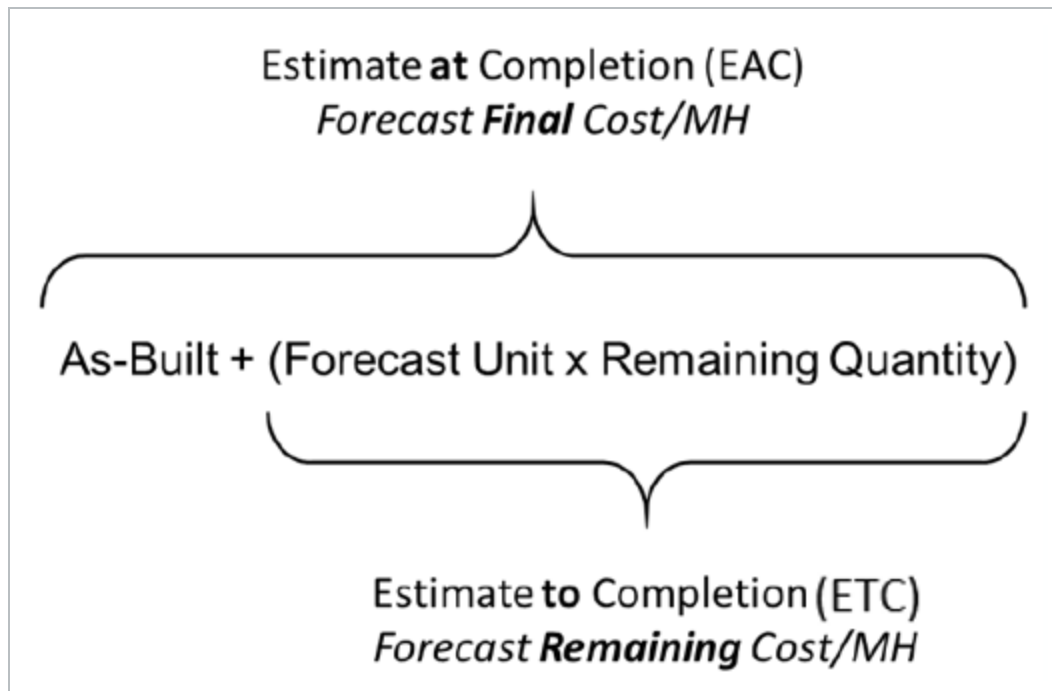 Estimate at Completion (EAC)
Forecast Final Cost/MH
As-Built + (Forecast Unit x Remaining Quantity)
Estimate to Completion (ETC)
Forecast Remaining Cost/MH